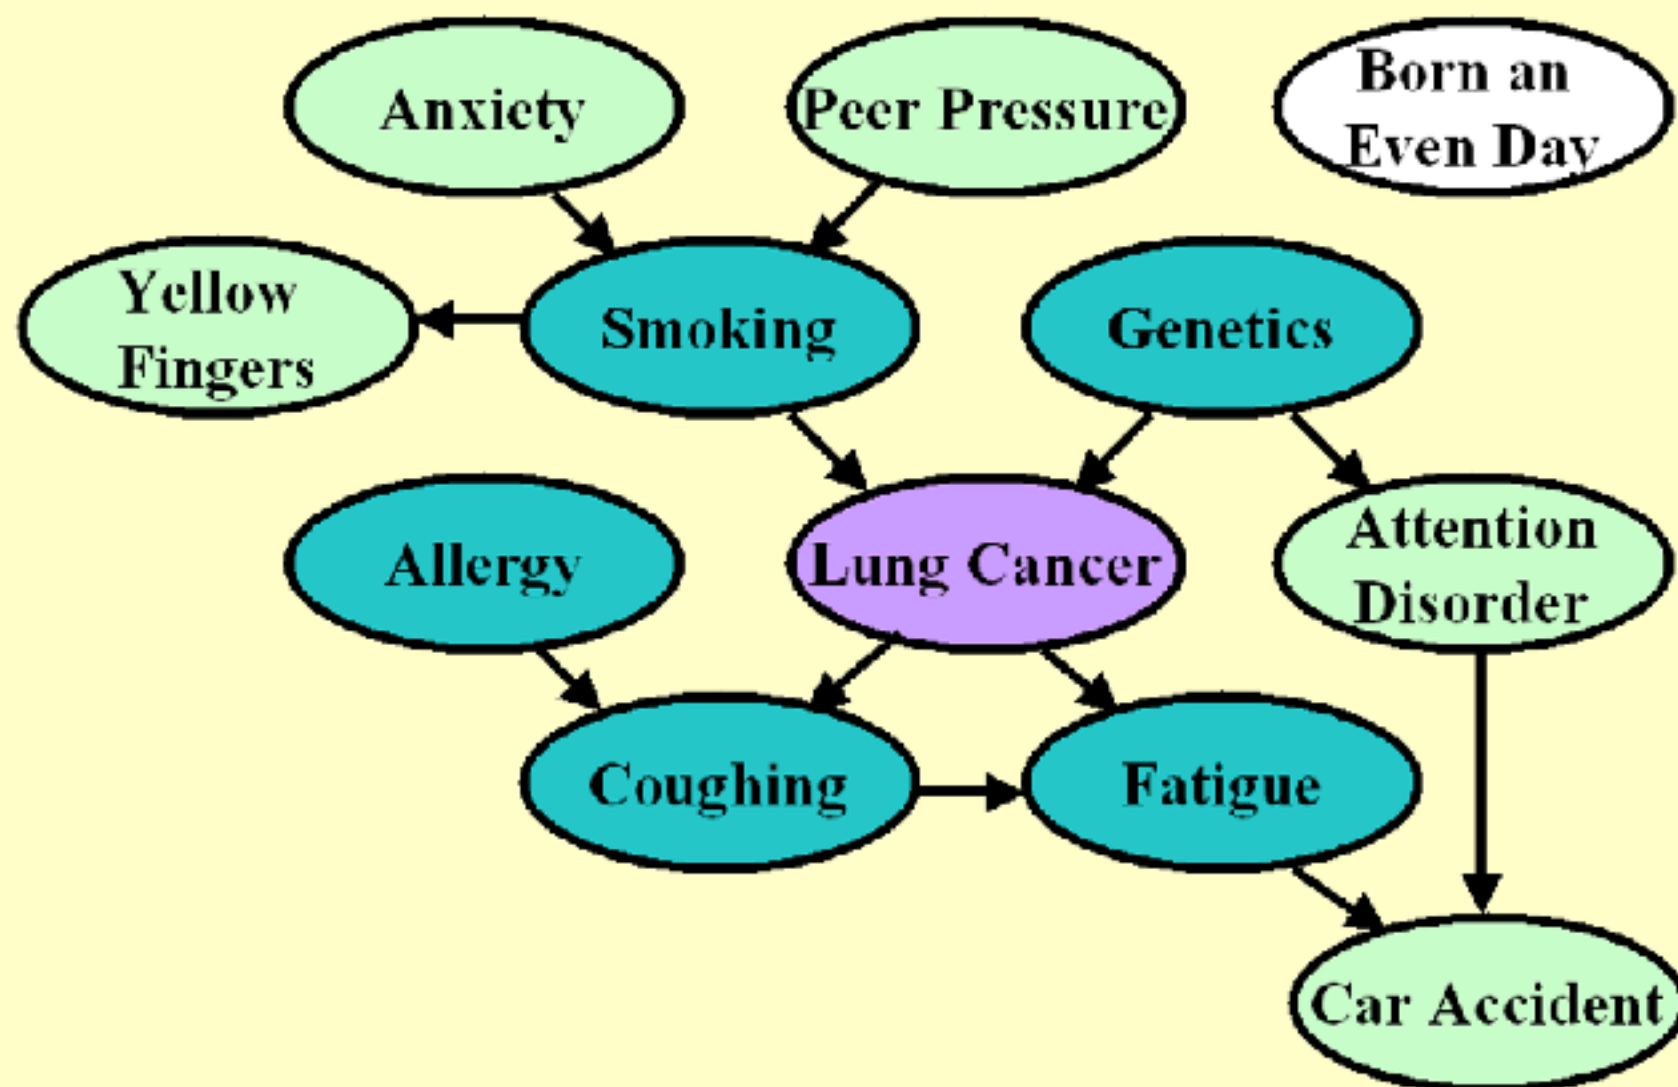 Anxiety
Peer Pressure
Born an
Even Day
Yellow
Fingers
Smoking
Genetics
Allergy
Lung Cancer
Attention
Disorder
Coughing
Fatigue
Car Accident